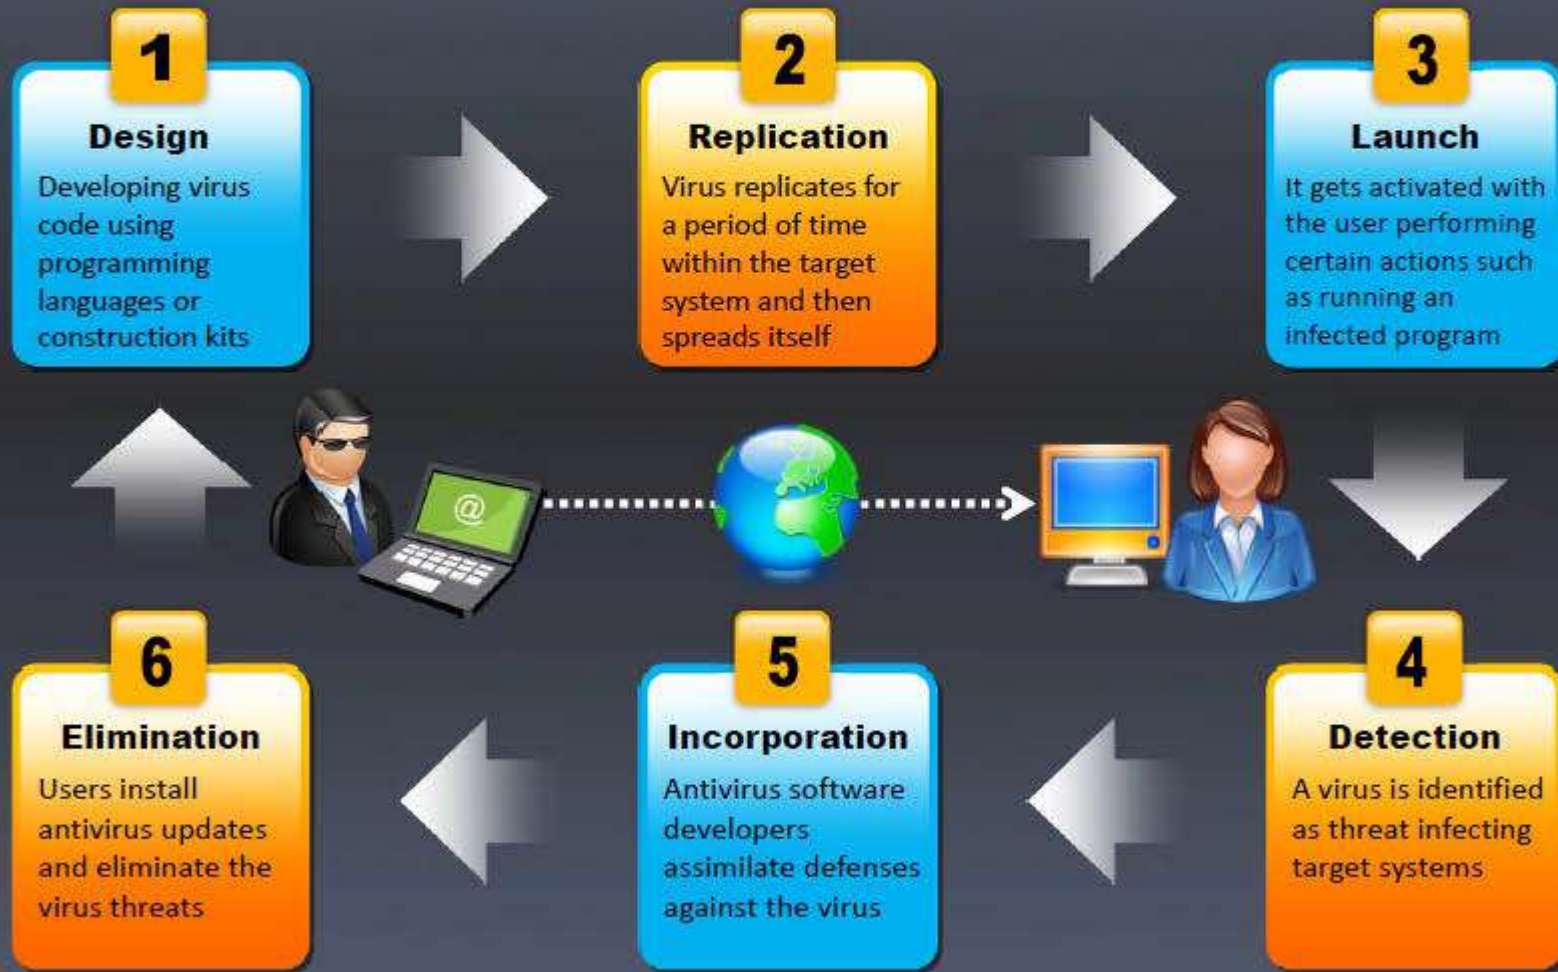 1
Design
Developing virus
code using
programming
languages or
construction kits
2
Replication
Virus replicates for
a period of time
within the target
system and then
spreads itself
3
Launch
It gets activated with
the user performing
certain actions such
as running an
infected program
@
4
Detection
A virus is identified
as threat infecting
target systems
5
Incorporation
Antivirus software
developers
assimilate defenses
against the virus
6
Elimination
Users install
antivirus updates
and eliminate the
virus threats